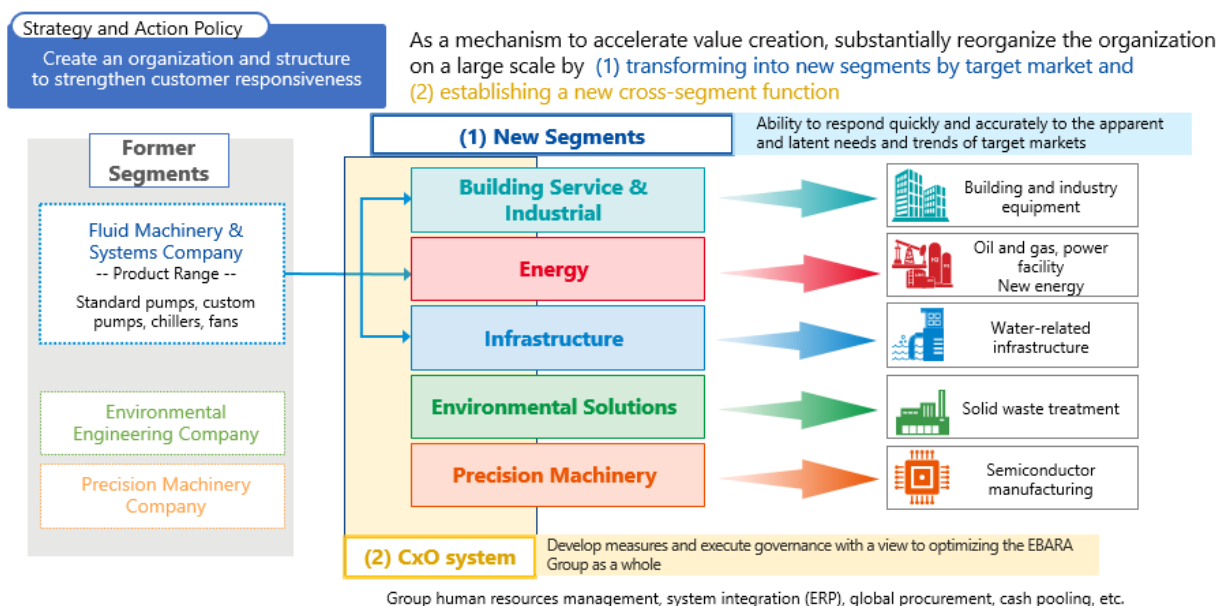 Strategy and Action Policy
Create an organization and structure
to strengthen customer responsiveness
As a mechanism to accelerate value creation, substantially reorganize the organization
on a large scale by (1) transforming into new segments by target market and
(2) establishing a new cross-segment function
Former
Segments
Fluid Machinery &
Systems Company
-- Product Range --
Standard pumps, custom
pumps, chillers, fans
Environmental
Engineering Company
Precision Machinery
Company
(1) New Segments
Ability to respond quickly and accurately to the apparent
and latent needs and trends of target markets
Building Service &
Industrial
Building and industry
equipment
Energy
Oil and gas, power
facility
New energy
Infrastructure
Water-related
infrastructure
Environmental Solutions
Solid waste treatment
Precision Machinery
Semiconductor
manufacturing
(2) CxO system
Develop measures and execute governance with a view to optimizing the EBARA
Group as a whole
Group human resources management, system integration (ERP), global procurement, cash pooling, etc.